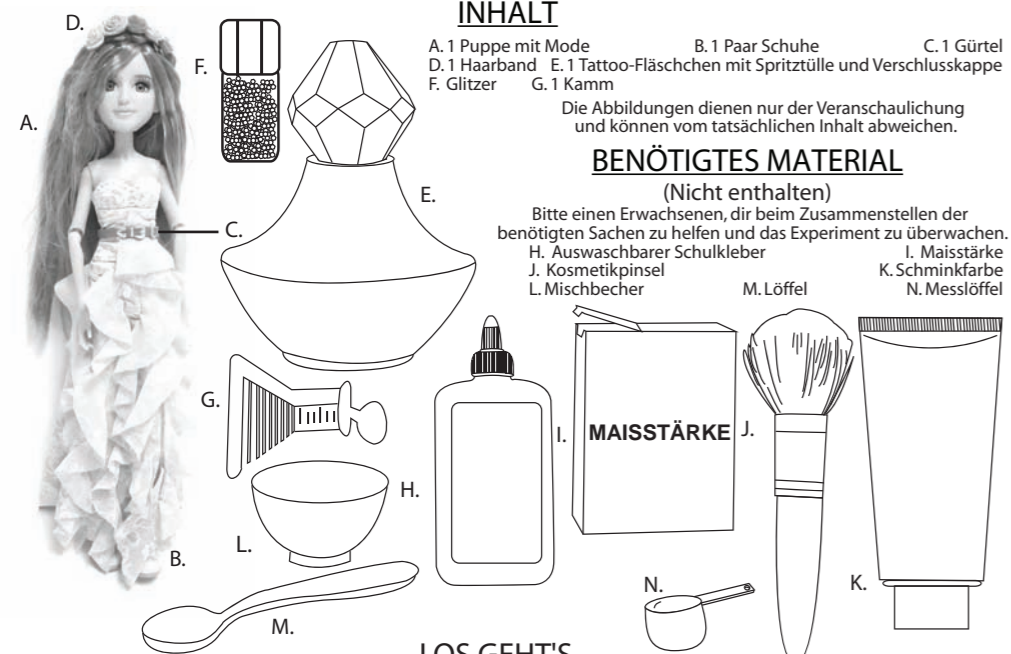 INHALT
A. 1 Puppe mit Mode B. 1 Paar Schuhe C. 1 Gürtel
D. 1 Haarband E. 1 Tattoo-Fläschchen mit Spritztülle und Verschlusskappe
F. Glitzer G. 1 Kamm
Die Abbildungen dienen nur der Veranschaulichung
und können vom tatsächlichen Inhalt abweichen.
BENÖTIGTES MATERIAL
(Nicht enthalten)
Bitte einen Erwachsenen, dir beim Zusammenstellen der
benötigten Sachen zu helfen und das Experiment zu überwachen.
H. Auswaschbarer Schulkleber I. Maisstärke
J. Kosmetikpinsel K. Schminkfarbe
L. Mischbecher M. Löffel N. Messlöffel
D.
F.
A.
E.
C.
G.
I.
MAISSTÄRKE
J.
H.
L.
B.
N.
K.
M.
LOS GEHT'S